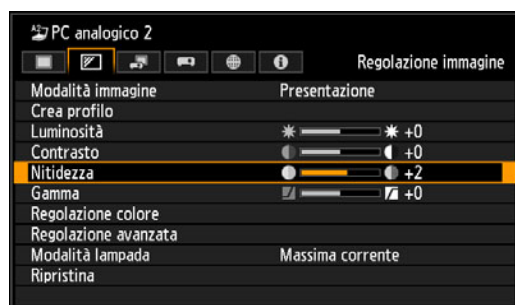 PC analogico 2
Regolazione immagine
Modalità immagine Presentazione
Crea profilo
Luminosità +0
Contrasto +0
Nitidezza +2
Gamma +0
Regolazione colore
Regolazione avanzata
Modalità lampada Massima corrente
Ripristina